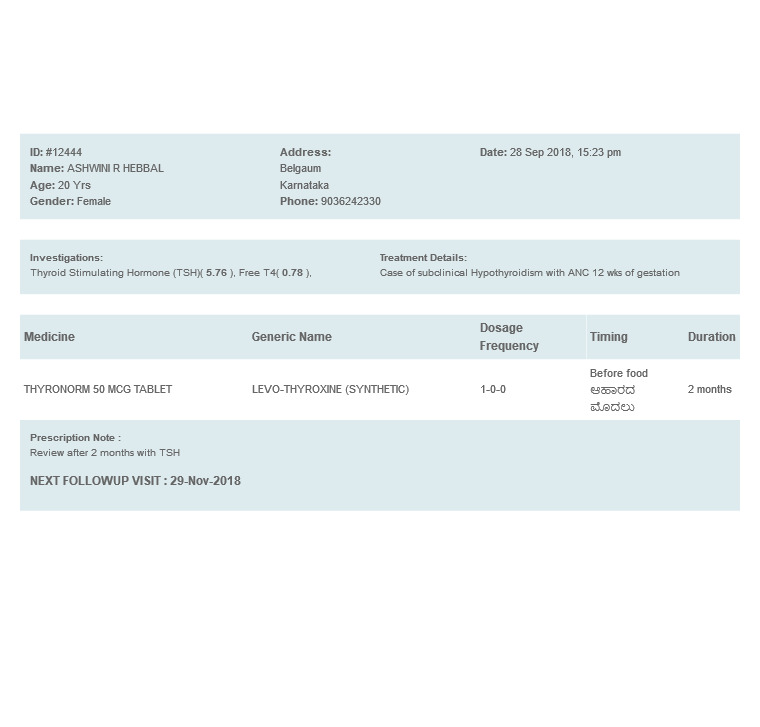 ID: #12444
Name: ASHWINI R HEBBAL
Age: 20 Yrs
Gender: Female
Address:
Belgaum
Karnataka
Phone: 9036242330
Date: 28 Sep 2018, 15:23 pm
Investigations:
Thyroid Stimulating Hormone (TSH)( 5.76 ), Free T4( 0.78 ),
Treatment Details:
Case of subclinical Hypothyroidism with ANC 12 wks of gestation
Medicine
Generic Name
Dosage
Frequency
Timing
Duration
THYRONORM 50 MCG TABLET
LEVO-THYROXINE (SYNTHETIC)
1-0-0
Before food
ಆಹಾರದ
ಮೊದಲು
2 months
Prescription Note :
Review after 2 months with TSH
NEXT FOLLOWUP VISIT : 29-Nov-2018